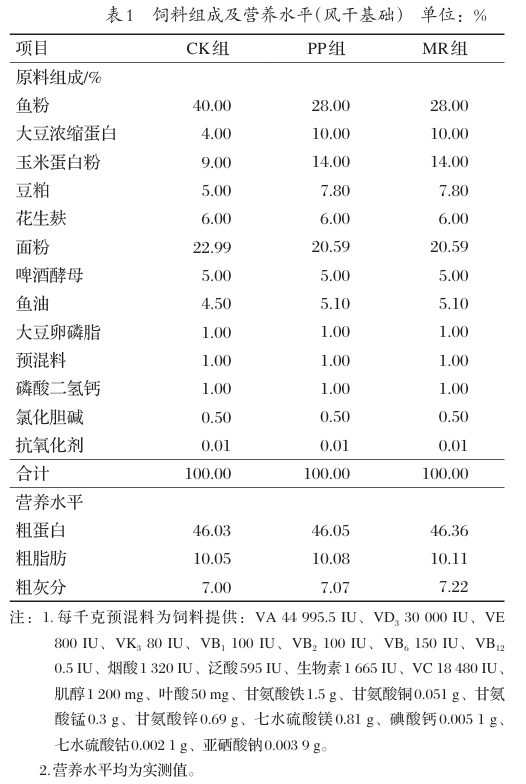 表1 饲料组成及营养水平(风干基础) 单位：%
项目 CK组 PP组 MR组
原料组成/%
鱼粉 40.00 28.00 28.00
大豆浓缩蛋白 4.00 10.00 10.00
玉米蛋白粉 9.00 14.00 14.00
豆粕 5.00 7.80 7.80
花生麸 6.00 6.00 6.00
面粉 22.99 20.59 20.59
啤酒酵母 5.00 5.00 5.00
鱼油 4.50 5.10 5.10
大豆卵磷脂 1.00 1.00 1.00
预混料 1.00 1.00 1.00
磷酸二氢钙 1.00 1.00 1.00
氯化胆碱 0.50 0.50 0.50
抗氧化剂 0.01 0.01 0.01
合计 100.00 100.00 100.00
营养水平
粗蛋白 46.03 46.05 46.36
粗脂肪 10.05 10.08 10.11
粗灰分 7.00 7.07 7.22
注：1.每千克预混料为饲料提供：VA 44 995.5 IU、VD3 30 000 IU、VE
800 IU、VK3 80 IU、VB1 100 IU、VB2 100 IU、VB6 150 IU、VB12
0.5 IU、烟酸1 320 IU、泛酸595 IU、生物素1 665 IU、VC 18 480 IU、
肌醇1 200 mg、叶酸50 mg、甘氨酸铁1.5 g、甘氨酸铜0.051 g、甘氨
酸锰0.3 g、甘氨酸锌0.69 g、七水硫酸镁0.81 g、碘酸钙0.005 1 g、
七水硫酸钴0.002 1 g、亚硒酸钠0.003 9 g。
2.营养水平均为实测值。